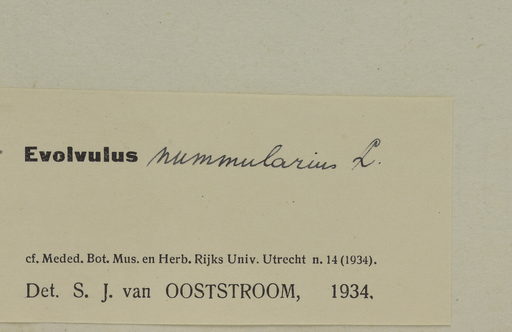 Evolvulus nummularius L.
cf. Meded. Bot. Mus. en Herb. Rijks Univ. Utrecht n. 14 (1934).
Det. S. J. van OOSTSTROOM, 1934.